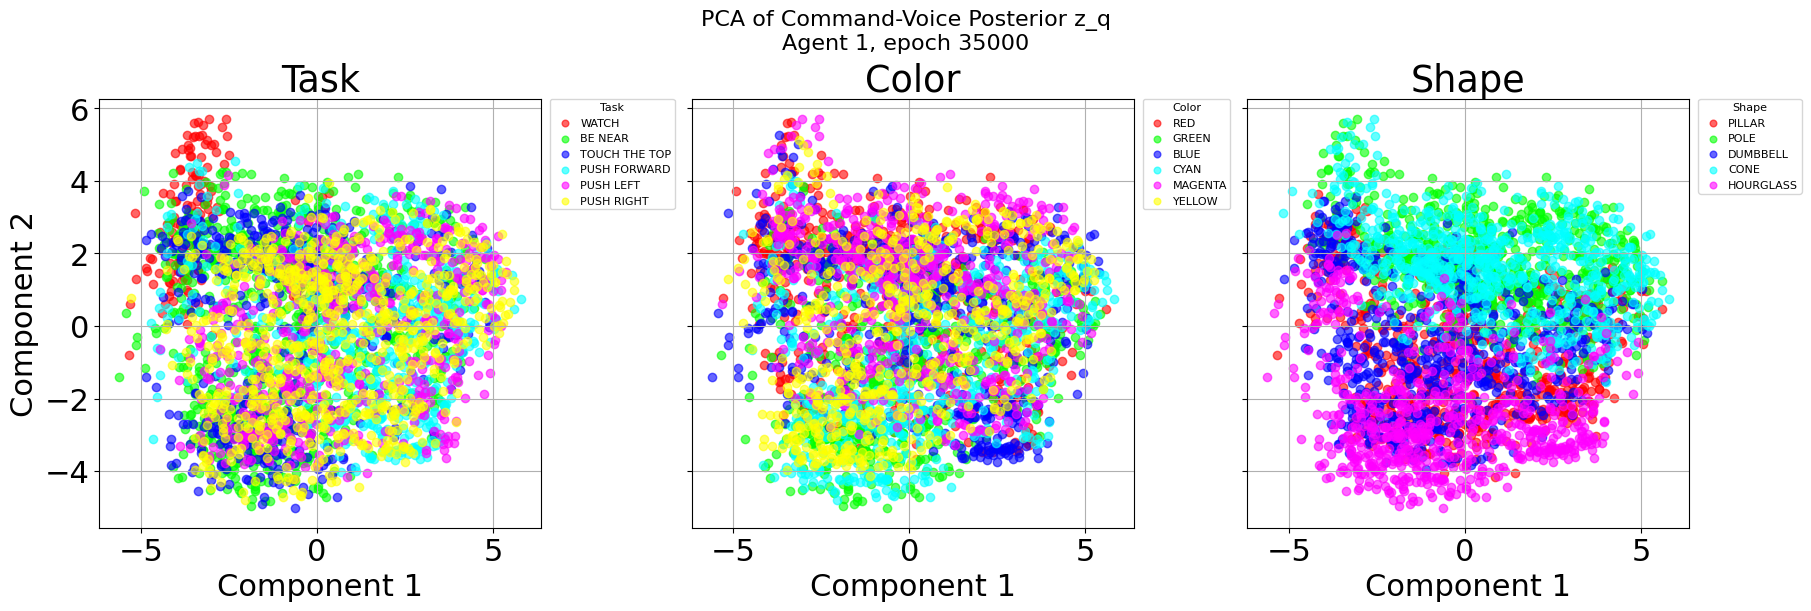 PCA of Command-Voice Posterior z_q
Agent 1, epoch 35000
Task
Color
Shape
Component 2
6
4
2
0
−2
−4
−5 0 5
Component 1
−5 0 5
Component 1
−5 0 5
Component 1
Task
WATCH
BE NEAR
TOUCH THE TOP
PUSH FORWARD
PUSH LEFT
PUSH RIGHT
Color
RED
GREEN
BLUE
CYAN
MAGENTA
YELLOW
Shape
PILLAR
POLE
DUMBBELL
CONE
HOURGLASS